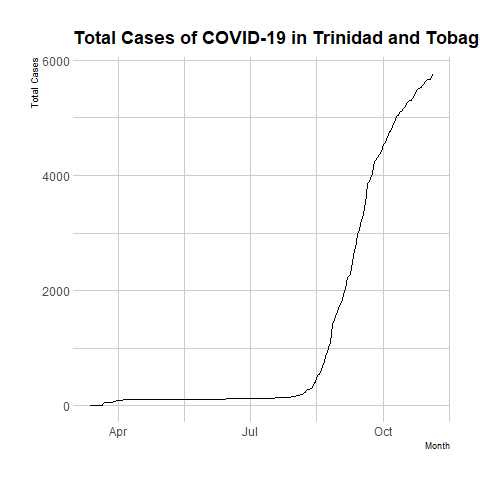 Total Cases of COVID-19 in Trinidad and Tobag
Total Cases
6000
4000
2000
0
Apr Jul Oct
Month